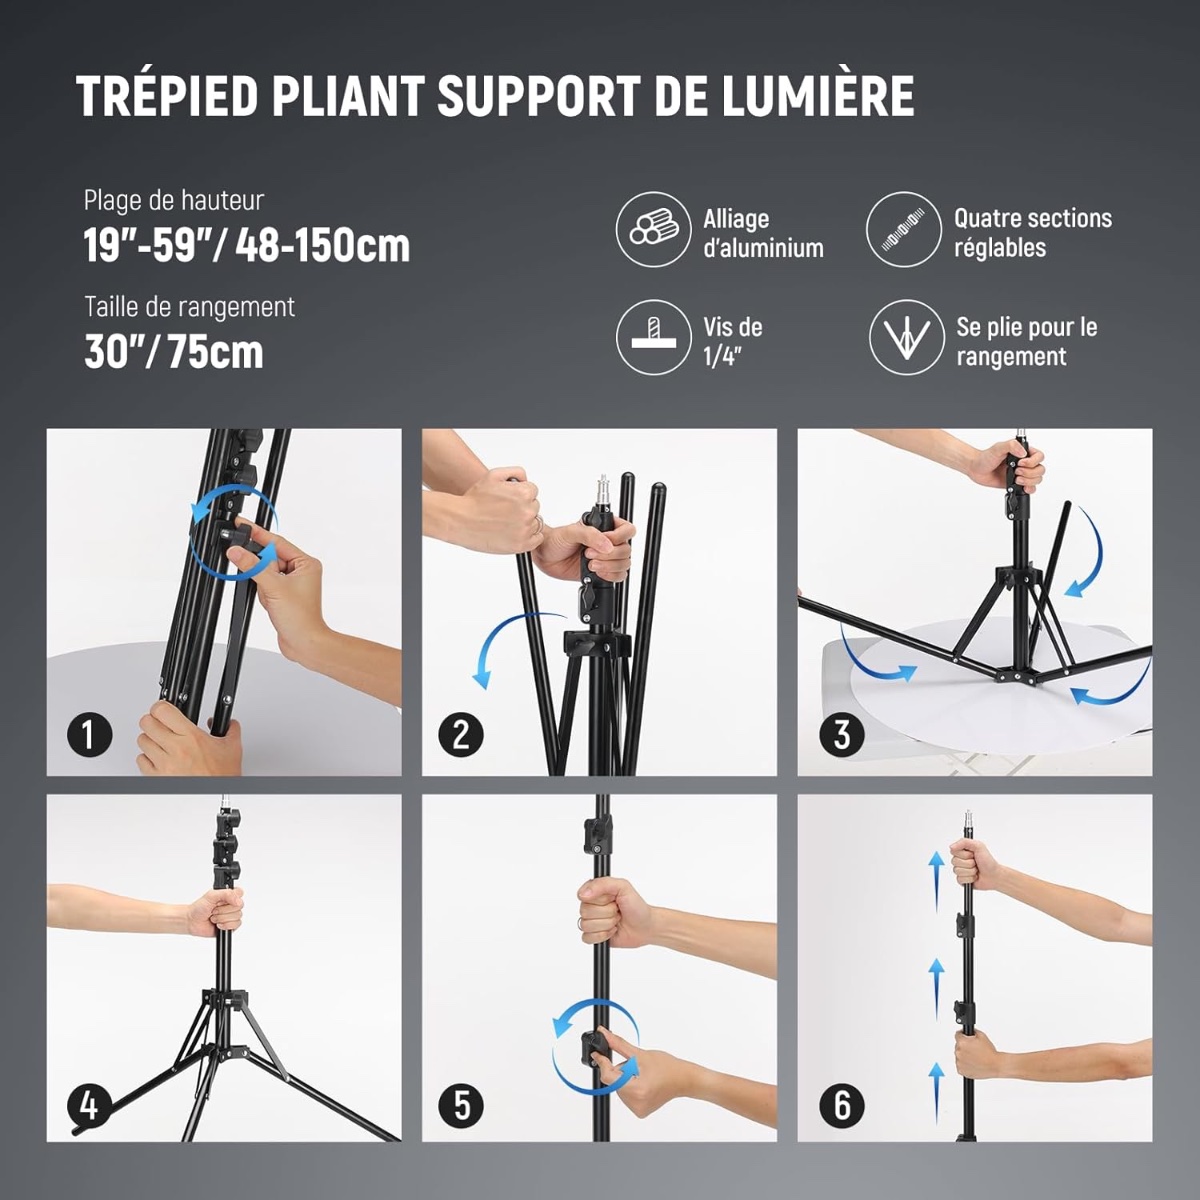 TRÉPIED PLIANT SUPPORT DE LUMIÈRE
Plage de hauteur
19"-59"/ 48-150cm
Taille de rangement
30"/ 75cm
Alliage
d'aluminium
Quatre sections
réglables
Vis de
1/4"
Se plie pour le
rangement
1
2
3
4
5
6